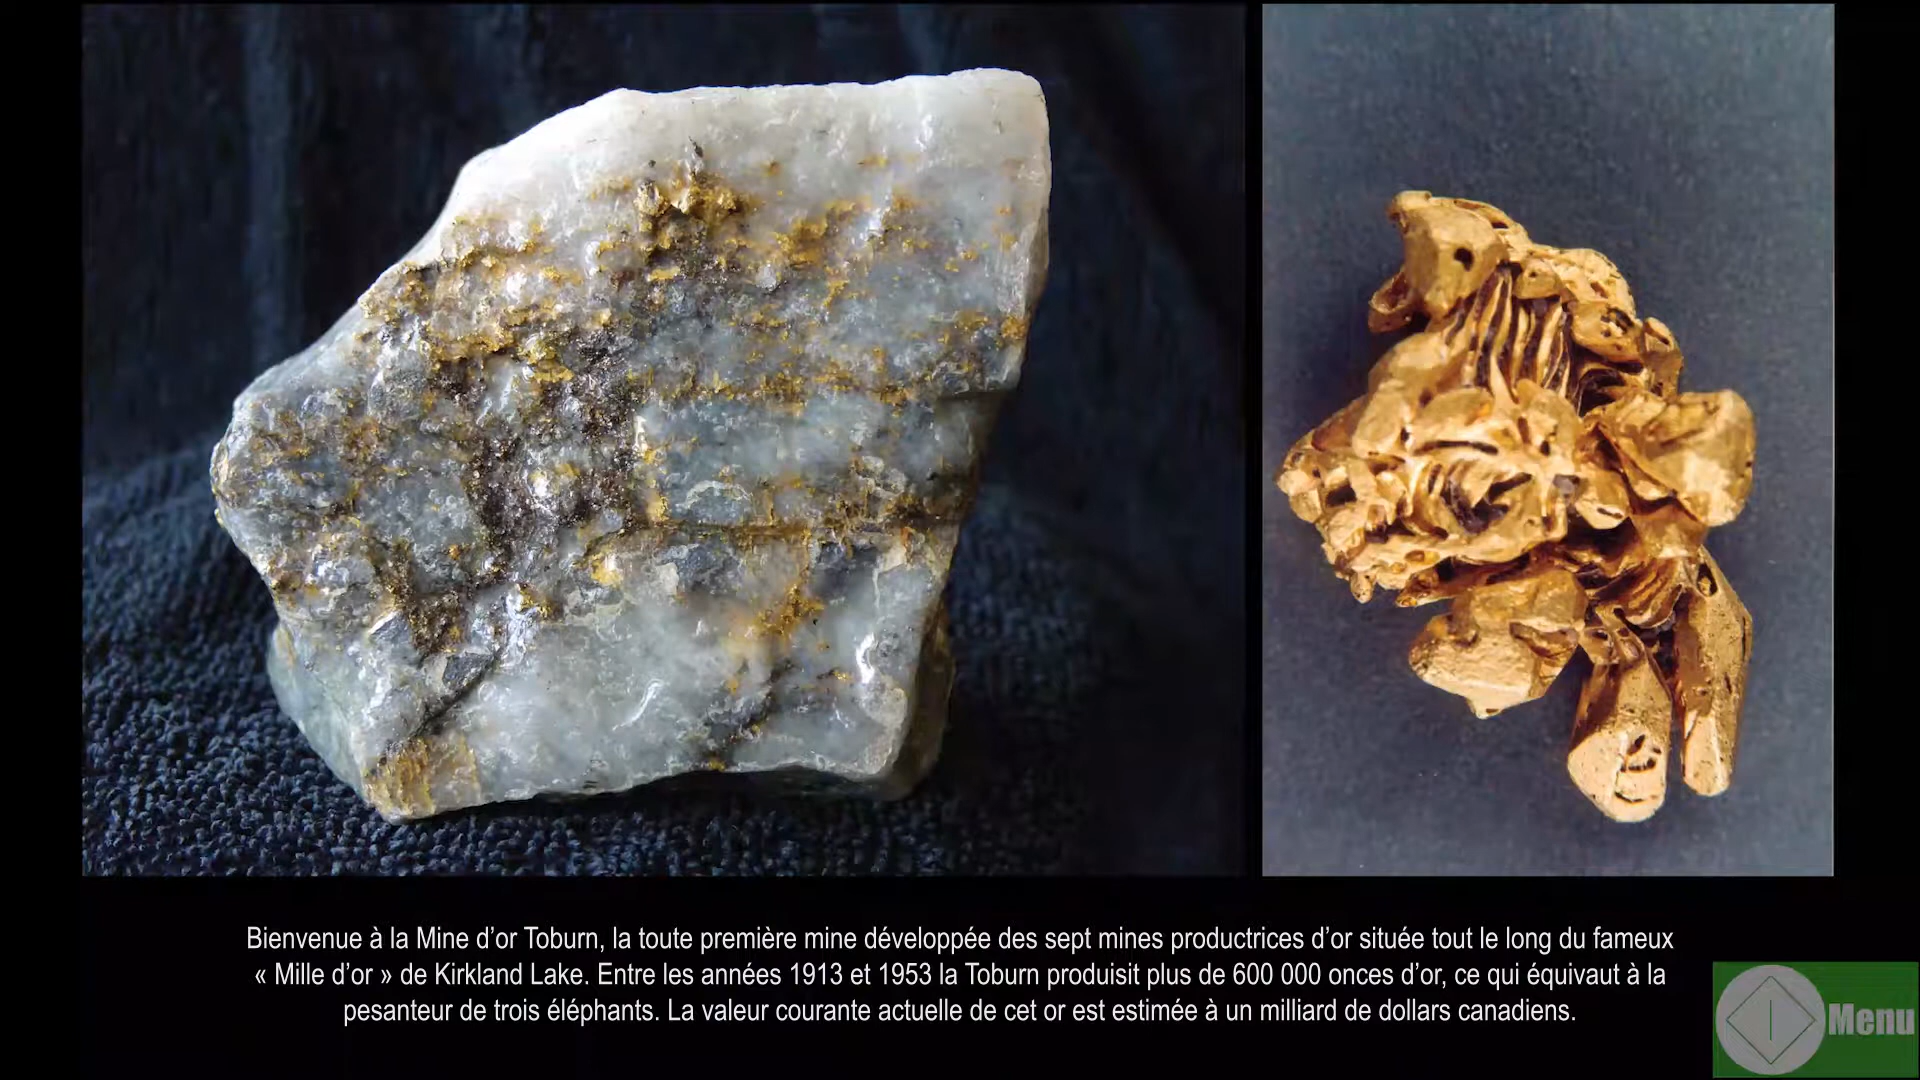 Bienvenue à la Mine d’or Toburn, la toute première mine développée des sept mines productrices d’or située tout le long du fameux
« Mille d’or » de Kirkland Lake. Entre les années 1913 et 1953 la Toburn produisit plus de 600 000 onces d’or, ce qui équivaut à la
pesanteur de trois éléphants. La valeur courante actuelle de cet or est estimée à un milliard de dollars canadiens.
Menu